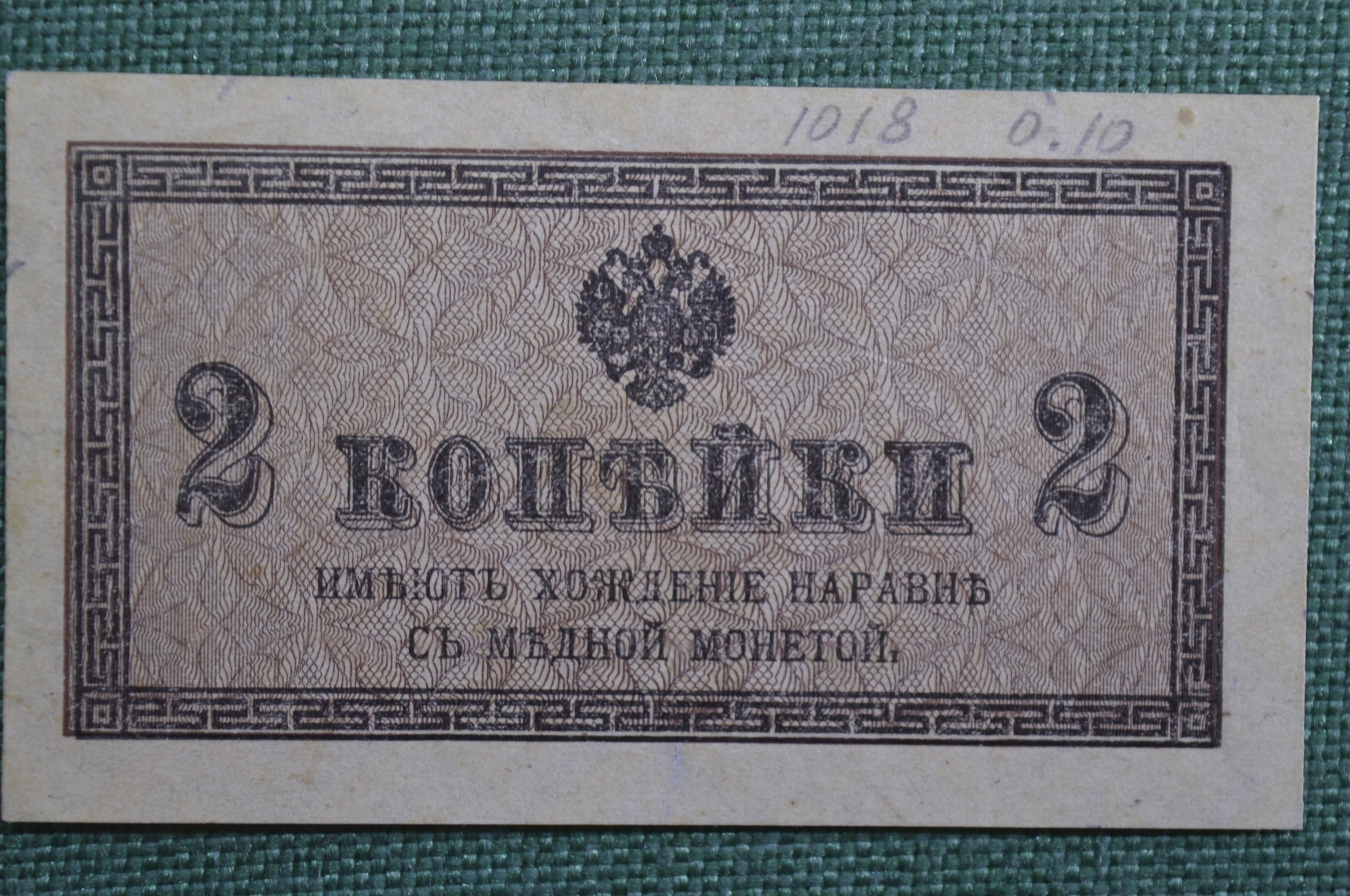 1018 0.10
2 КОПѢЙКИ 2
ИМѢЮТЪ ХОЖДЕНІЕ НАРАВНѢ
СЪ МѢДНОЙ МОНЕТОЙ.